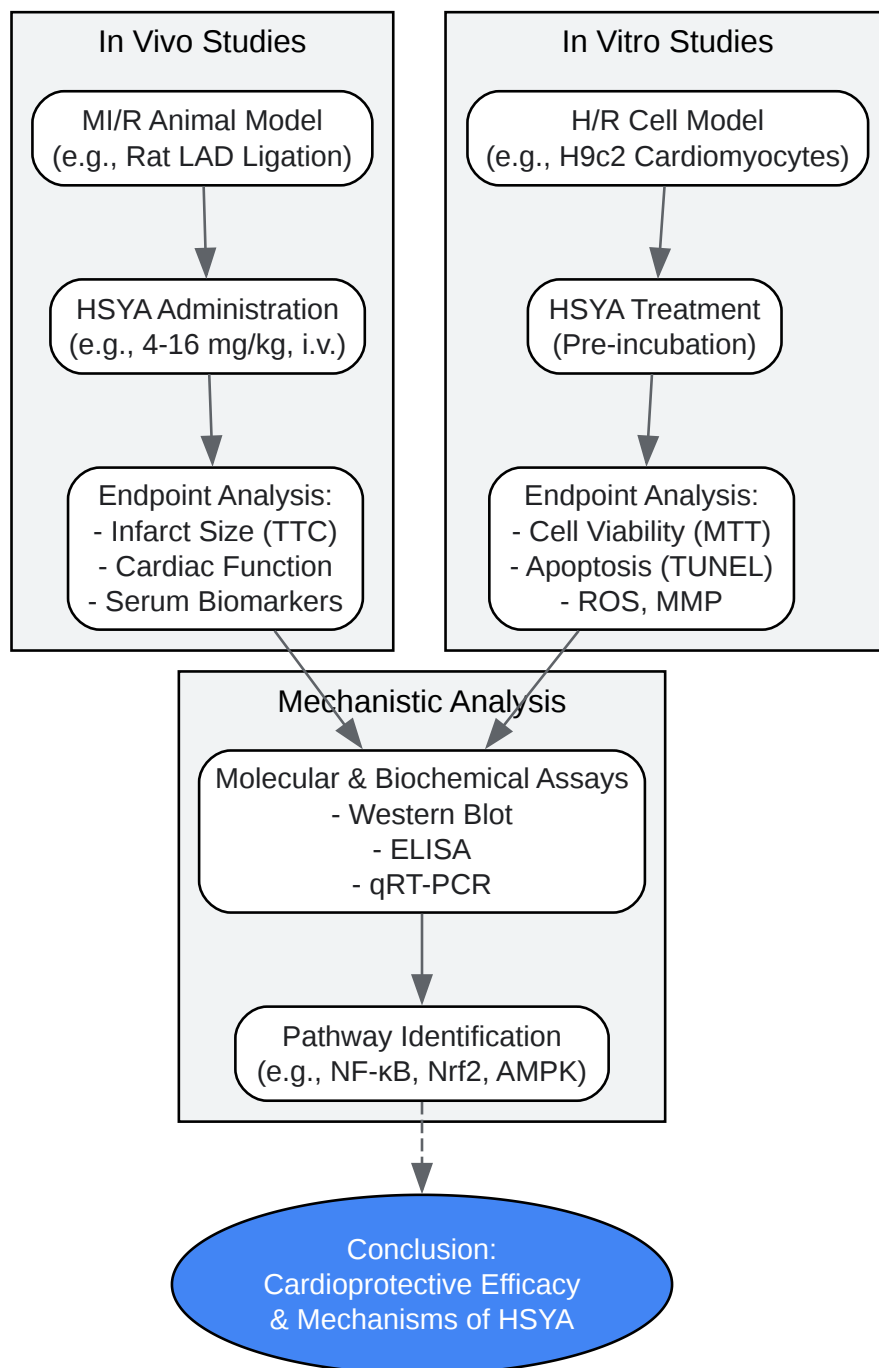 In Vivo Studies
MI/R Animal Model
(e.g., Rat LAD Ligation)
HSYA Administration
(e.g., 4-16 mg/kg, i.v.)
Endpoint Analysis:
- Infarct Size (TTC)
- Cardiac Function
- Serum Biomarkers
In Vitro Studies
H/R Cell Model
(e.g., H9c2 Cardiomyocytes)
HSYA Treatment
(Pre-incubation)
Endpoint Analysis:
- Cell Viability (MTT)
- Apoptosis (TUNEL)
- ROS, MMP
Mechanistic Analysis
Molecular & Biochemical Assays
- Western Blot
- ELISA
- qRT-PCR
Pathway Identification
(e.g., NF-κB, Nrf2, AMPK)
Conclusion:
Cardioprotective Efficacy
& Mechanisms of HSYA